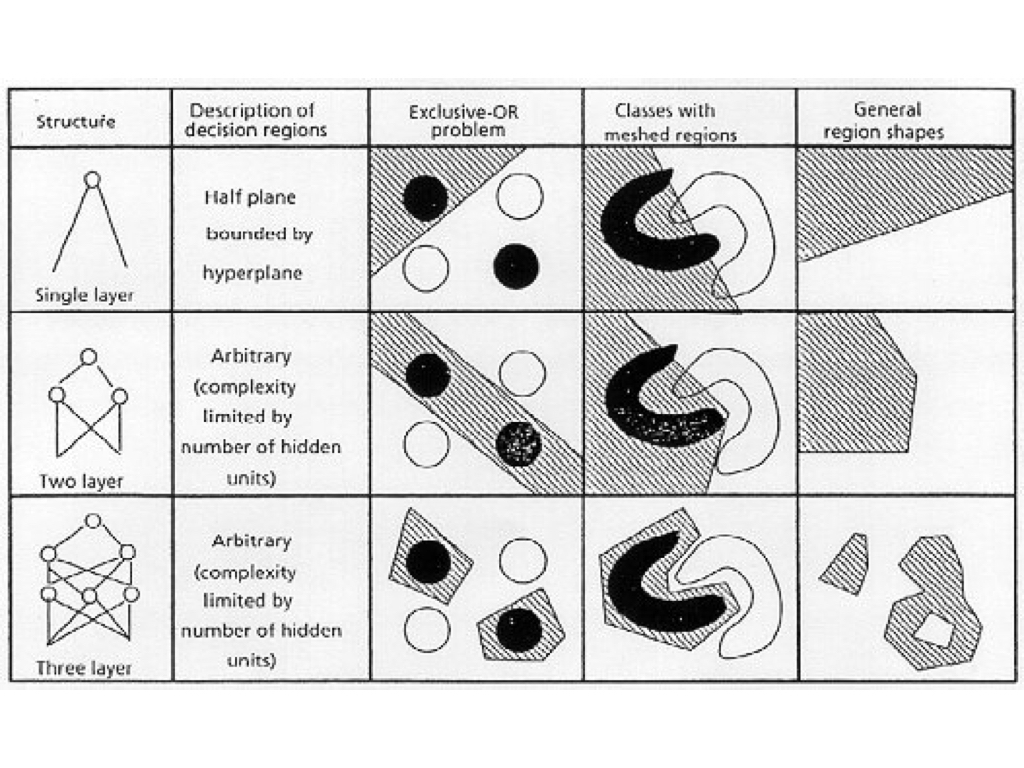 Structure
Description of
decision regions
Exclusive-OR
problem
Classes with
meshed regions
General
region shapes
Single layer
Half plane
bounded by
hyperplane
Two layer
Arbitrary
(complexity
limited by
number of hidden
units)
Three layer
Arbitrary
(complexity
limited by
number of hidden
units)